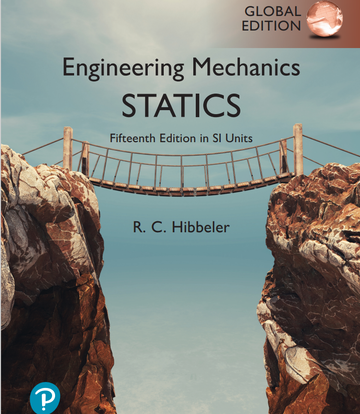 GLOBAL
EDITION
Engineering Mechanics
STATICS
Fifteenth Edition in SI Units
R. C. Hibbeler
P